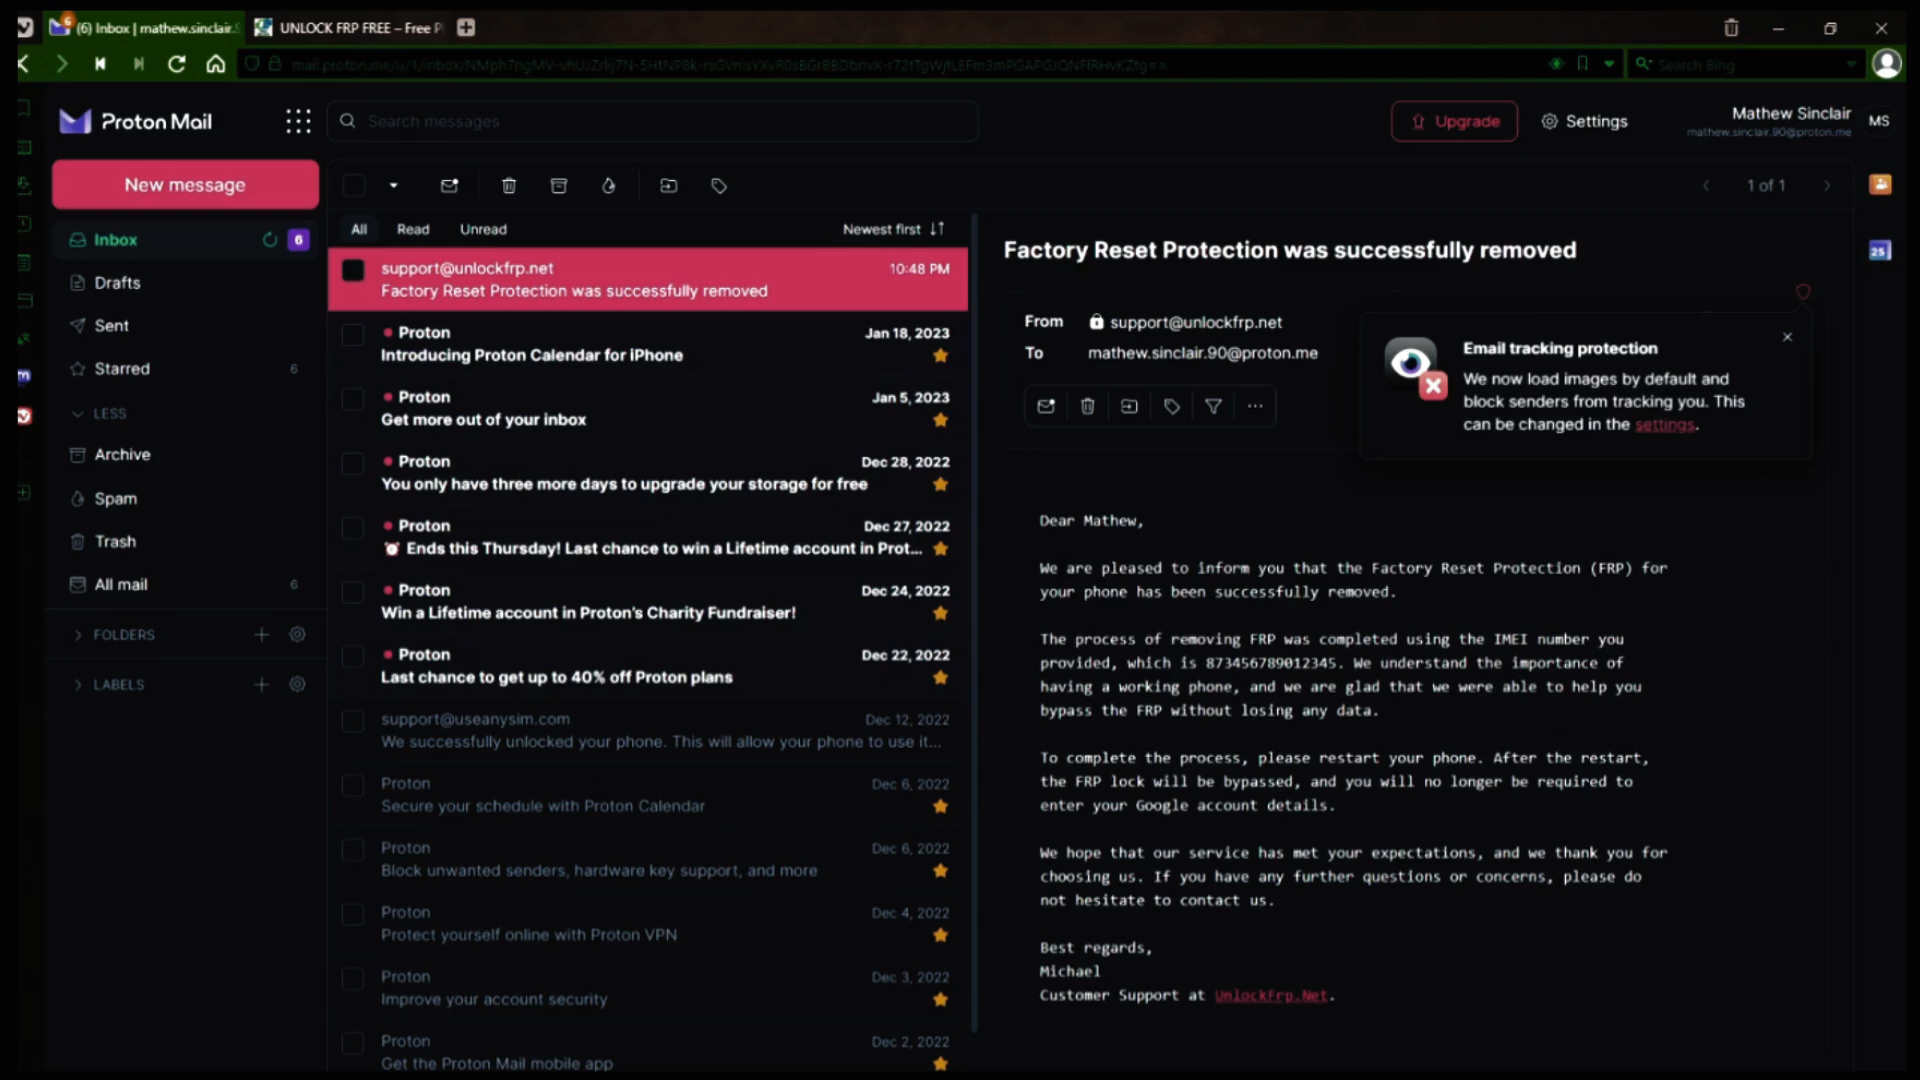 (6) Inbox | mathew.sinclair.9
UNLOCK FRP FREE – Free P
Search Bing
Proton Mail
Search messages
Upgrade
Settings
Mathew Sinclair
mathew.sinclair.90@proton.me
MS
New message
Inbox
6
Drafts
Sent
Starred
6
LESS
Archive
Spam
Trash
All mail
6
FOLDERS
LABELS
All
Read
Unread
Newest first
support@unlockfrp.net
10:48 PM
Factory Reset Protection was successfully removed
Proton
Jan 18, 2023
Introducing Proton Calendar for iPhone
Proton
Jan 5, 2023
Get more out of your inbox
Proton
Dec 28, 2022
You only have three more days to upgrade your storage for free
Proton
Dec 27, 2022
Ends this Thursday! Last chance to win a Lifetime account in Prot...
Proton
Dec 24, 2022
Win a Lifetime account in Proton's Charity Fundraiser!
Proton
Dec 22, 2022
Last chance to get up to 40% off Proton plans
support@useanysim.com
Dec 12, 2022
We successfully unlocked your phone. This will allow your phone to use it...
Proton
Dec 6, 2022
Secure your schedule with Proton Calendar
Proton
Dec 6, 2022
Block unwanted senders, hardware key support, and more
Proton
Dec 4, 2022
Protect yourself online with Proton VPN
Proton
Dec 3, 2022
Improve your account security
Proton
Dec 2, 2022
Get the Proton Mail mobile app
1 of 1
25
Factory Reset Protection was successfully removed
From support@unlockfrp.net
To mathew.sinclair.90@proton.me
Email tracking protection
We now load images by default and
block senders from tracking you. This
can be changed in the settings.
Dear Mathew,
We are pleased to inform you that the Factory Reset Protection (FRP) for
your phone has been successfully removed.
The process of removing FRP was completed using the IMEI number you
provided, which is 873456789012345. We understand the importance of
having a working phone, and we are glad that we were able to help you
bypass the FRP without losing any data.
To complete the process, please restart your phone. After the restart,
the FRP lock will be bypassed, and you will no longer be required to
enter your Google account details.
We hope that our service has met your expectations, and we thank you for
choosing us. If you have any further questions or concerns, please do
not hesitate to contact us.
Best regards,
Michael
Customer Support at UnlockFrp.Net.